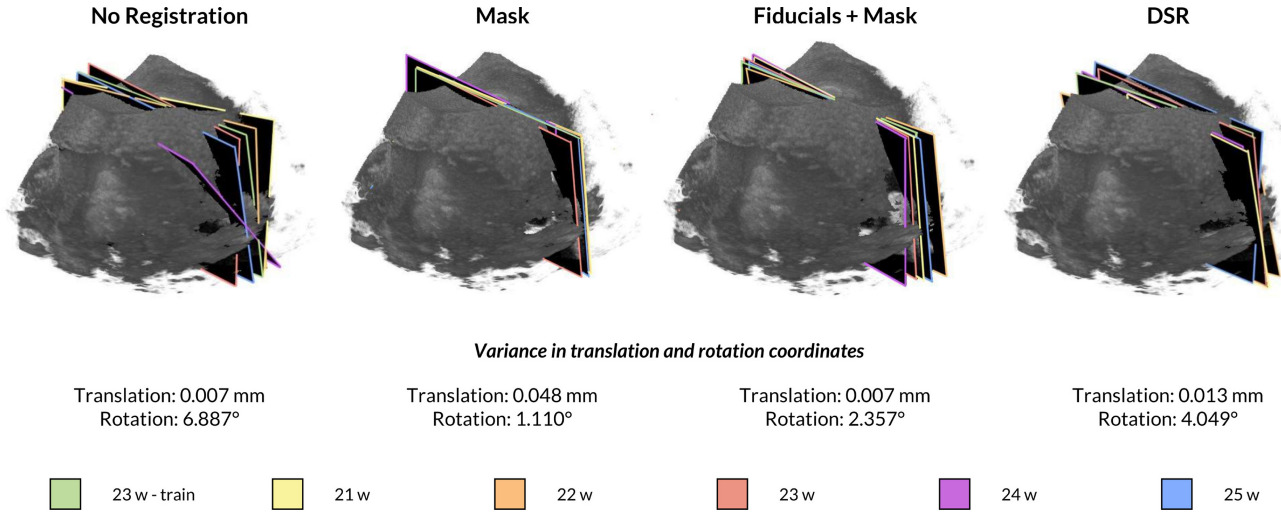 No Registration
Mask
Fiducials + Mask
DSR
Variance in translation and rotation coordinates
Translation: 0.007 mm
Rotation: 6.887°
Translation: 0.048 mm
Rotation: 1.110°
Translation: 0.007 mm
Rotation: 2.357°
Translation: 0.013 mm
Rotation: 4.049°
23 w - train
21 w
22 w
23 w
24 w
25 w